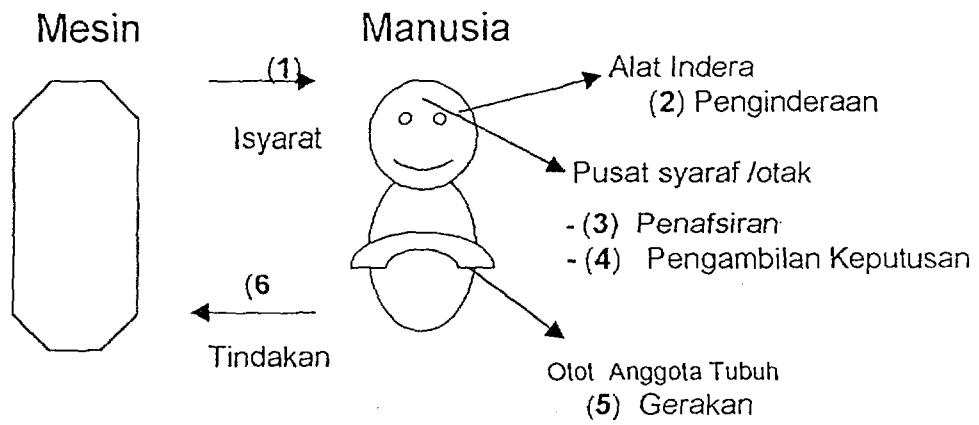 Mesin
Manusia
(1)
Isyarat
Alat Indera
(2) Penginderaan
Pusat syaraf /otak
- (3) Penafsiran
- (4) Pengambilan Keputusan
(6
Tindakan
Otot Anggota Tubuh
(5) Gerakan